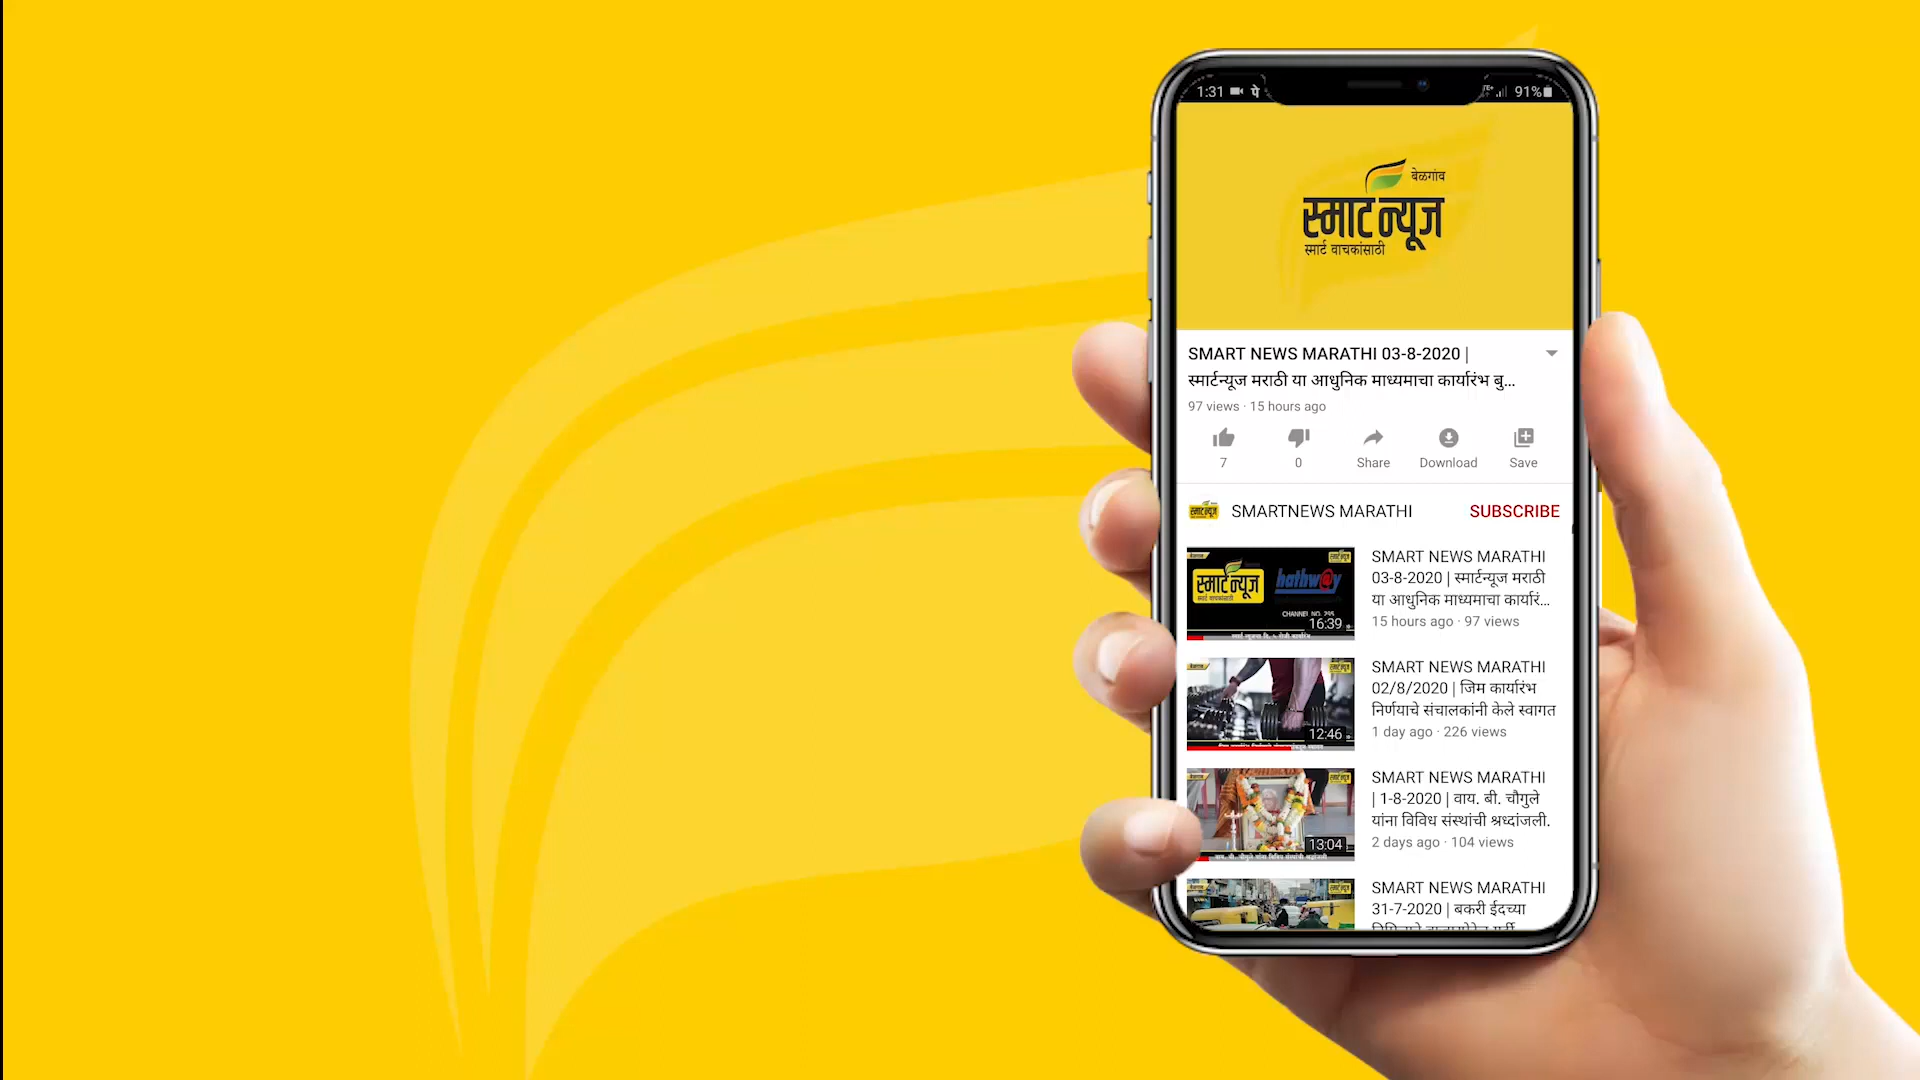 1:31 पे 91%
बेळगांव
स्मार्ट न्यूज
स्मार्ट वाचकांसाठी
SMART NEWS MARATHI 03-8-2020 |
स्मार्टन्यूज मराठी या आधुनिक माध्यमाचा कार्यारंभ बु...
97 views · 15 hours ago
7 0 Share Download Save
स्मार्ट न्यूज SMARTNEWS MARATHI SUBSCRIBE
स्मार्ट न्यूज hathway
स्मार्ट वाचकांसाठी
CHANNEL NO. 295
16:39
SMART NEWS MARATHI
03-8-2020 | स्मार्टन्यूज मराठी
या आधुनिक माध्यमाचा कार्यारं...
15 hours ago · 97 views
12:46
SMART NEWS MARATHI
02/8/2020 | जिम कार्यारंभ
निर्णयाचे संचालकांनी केले स्वागत
1 day ago · 226 views
13:04
SMART NEWS MARATHI
| 1-8-2020 | वाय. बी. चौगुले
यांना विविध संस्थांची श्रध्दांजली.
2 days ago · 104 views
SMART NEWS MARATHI
31-7-2020 | बकरी ईदच्या